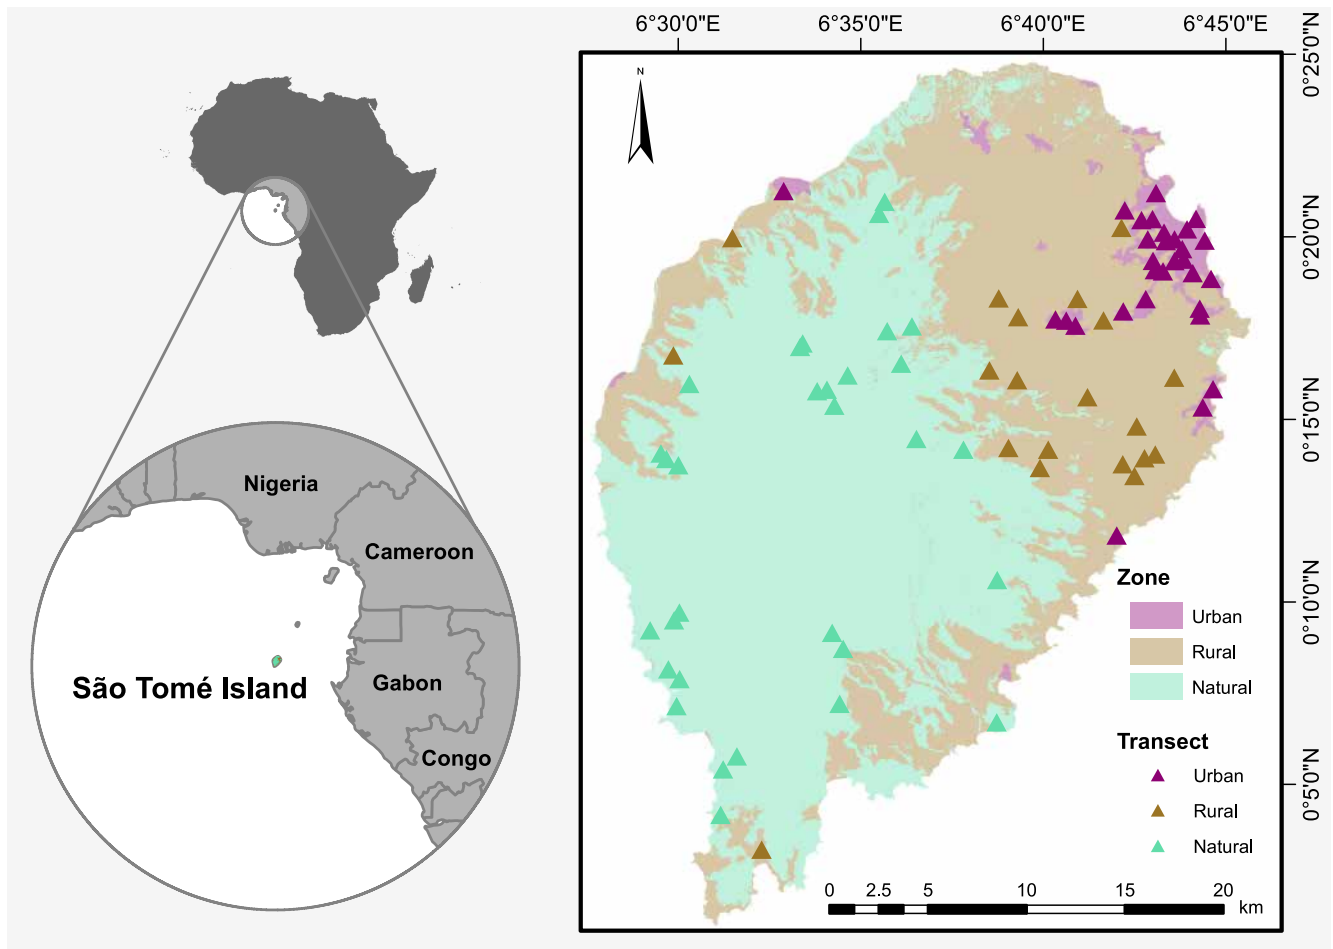 6°30'0"E 6°35'0"E 6°40'0"E 6°45'0"E
0°25'0"N
N
0°20'0"N
0°15'0"N
Nigeria
Cameroon
Zone
0°10'0"N
Urban
Rural
São Tomé Island
Gabon
Natural
Transect
Congo
Urban
0°5'0"N
Rural
Natural
0 2.5 5 10 15 20
km